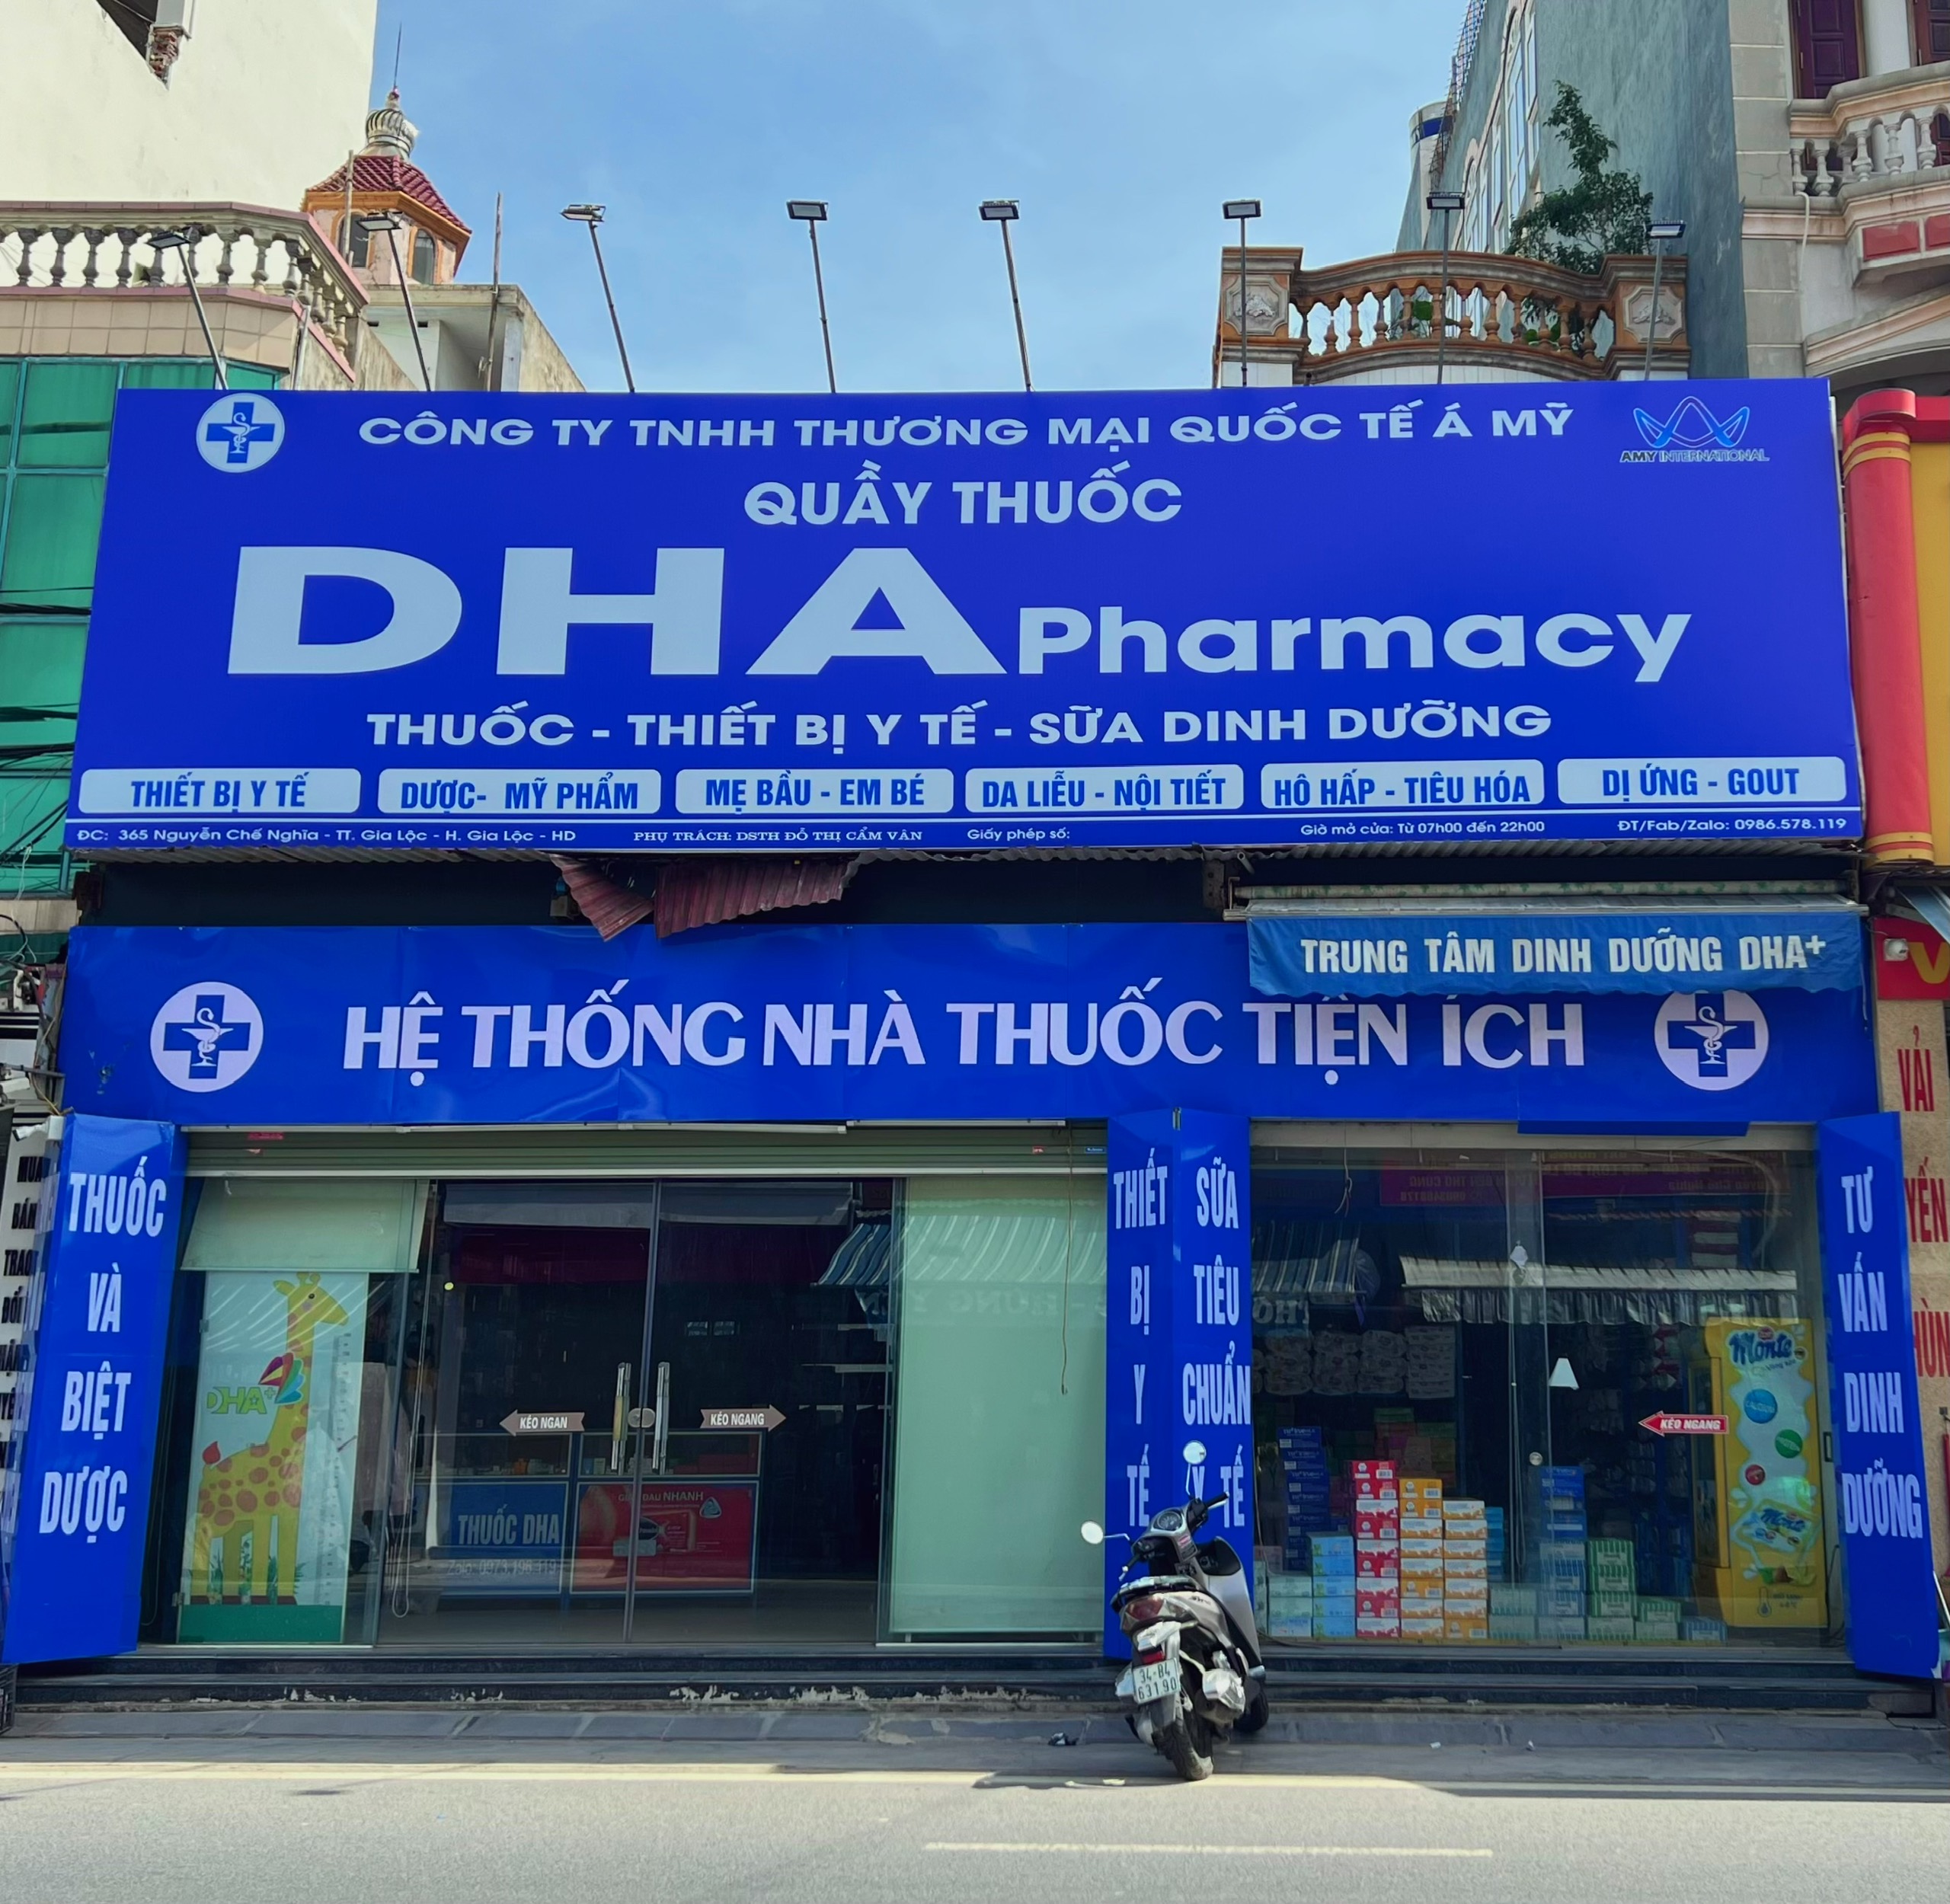 CÔNG TY TNHH THƯƠNG MẠI QUỐC TẾ Á MỸ
AMY INTERNATIONAL
QUẦY THUỐC
DHA Pharmacy
THUỐC - THIẾT BỊ Y TẾ - SỮA DINH DƯỠNG
THIẾT BỊ Y TẾ
DƯỢC- MỸ PHẨM
MẸ BẦU - EM BÉ
DA LIỄU - NỘI TIẾT
HÔ HẤP - TIÊU HÓA
DỊ ỨNG - GOUT
ĐC: 365 Nguyễn Chế Nghĩa - TT. Gia Lộc - H. Gia Lộc - HD
PHỤ TRÁCH: DSTH ĐỖ THỊ CẨM VÂN
Giấy phép số:
Giờ mở cửa: Từ 07h00 đến 22h00
ĐT/Fab/Zalo: 0986.578.119
TRUNG TÂM DINH DƯỠNG DHA+
HỆ THỐNG NHÀ THUỐC TIỆN ÍCH
THUỐC
VÀ
BIỆT
DƯỢC
THIẾT
BỊ
Y
TẾ
SỮA
TIÊU
CHUẨN
Y TẾ
TƯ
VẤN
DINH
DƯỠNG
DHA+
KÉO NGAN
KÉO NGANG
KÉO NGANG
THUỐC DHA
ĐAU NHANH
Monte
Monte
34-B4
631.90
VẢI